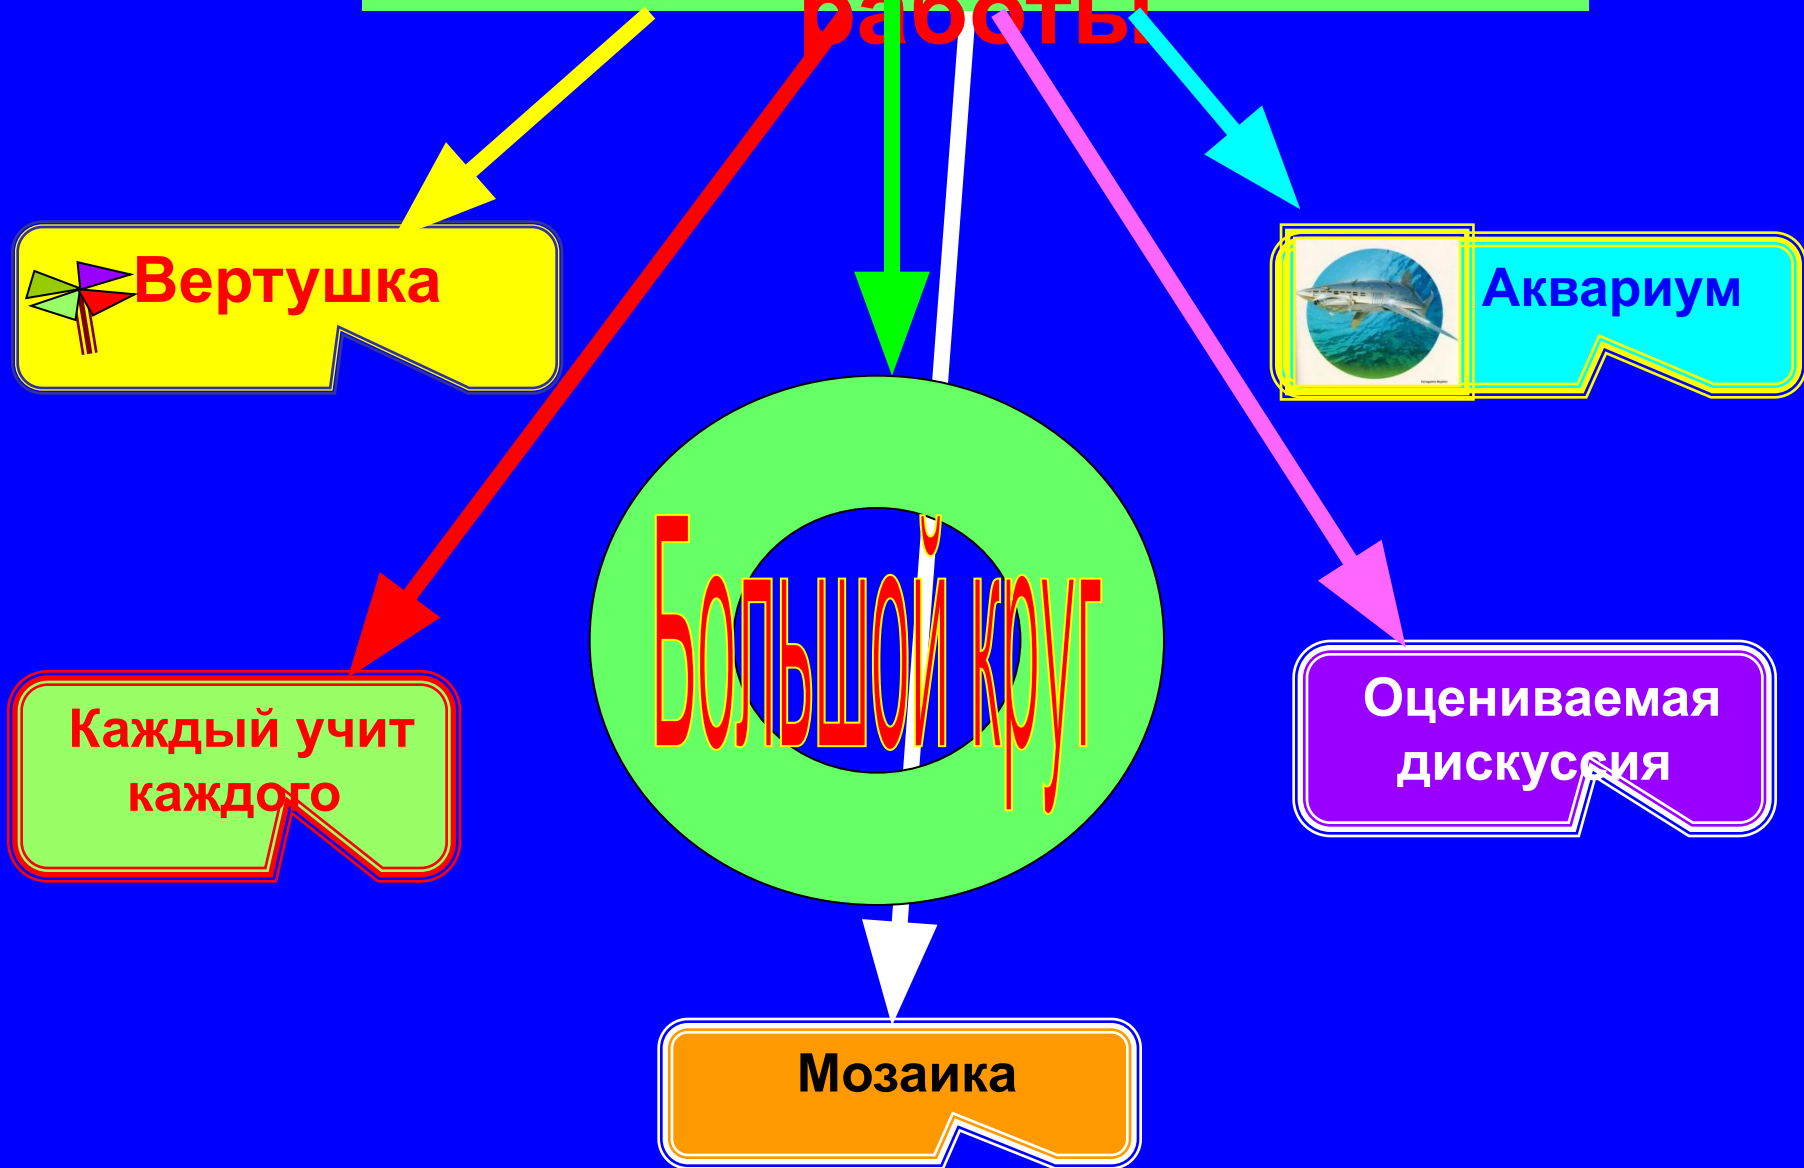 работы
Вертушка
Аквариум
Большой круг
Каждый учит
каждого
Оцениваемая
дискуссия
Мозаика